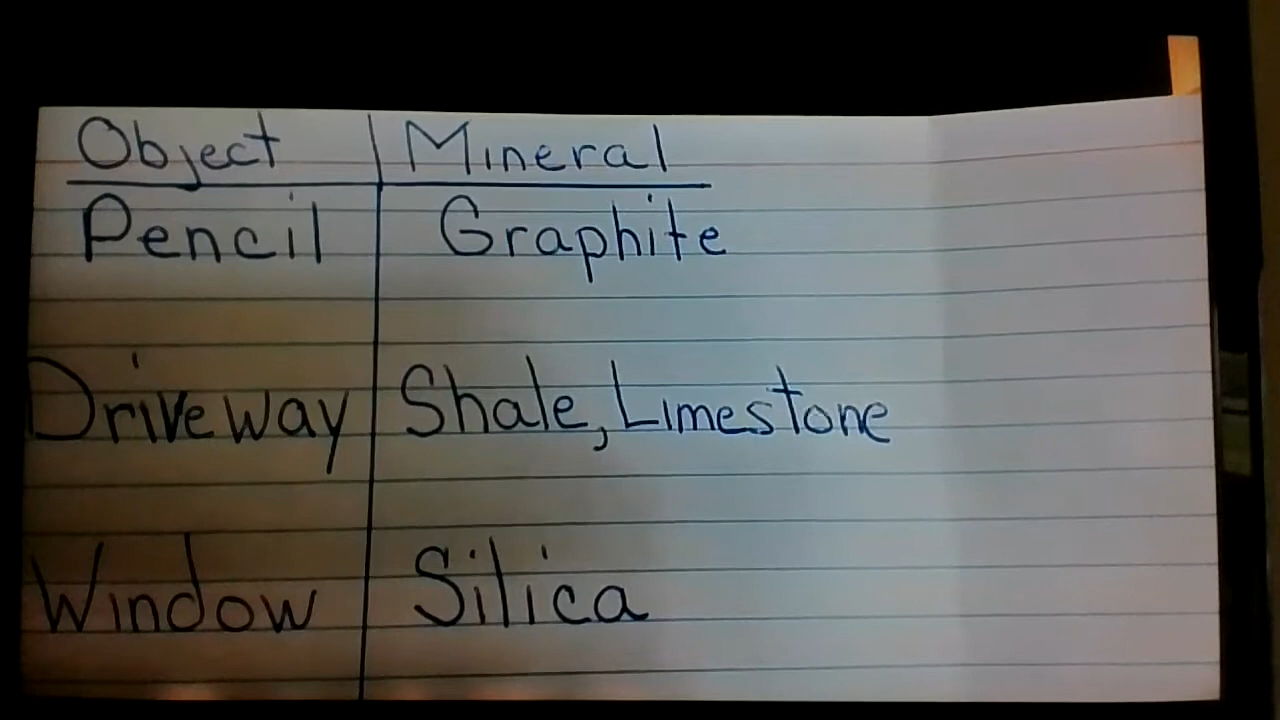 Object Mineral
Pencil Graphite
Driveway Shale, Limestone
Window Silica